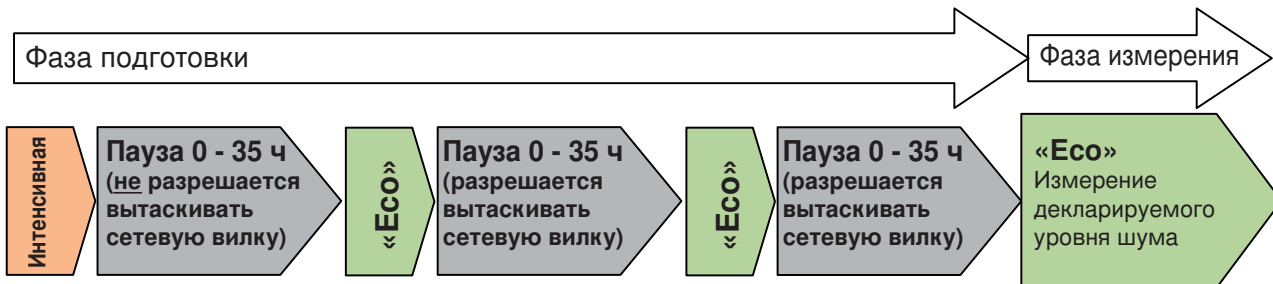 Фаза подготовки
Фаза измерения
Интенсивная
Пауза 0 - 35 ч
(не разрешается
вытаскивать
сетевую вилку)
«Eco»
Пауза 0 - 35 ч
(разрешается
вытаскивать
сетевую вилку)
«Eco»
Пауза 0 - 35 ч
(разрешается
вытаскивать
сетевую вилку)
«Eco»
Измерение
декларируемого
уровня шума